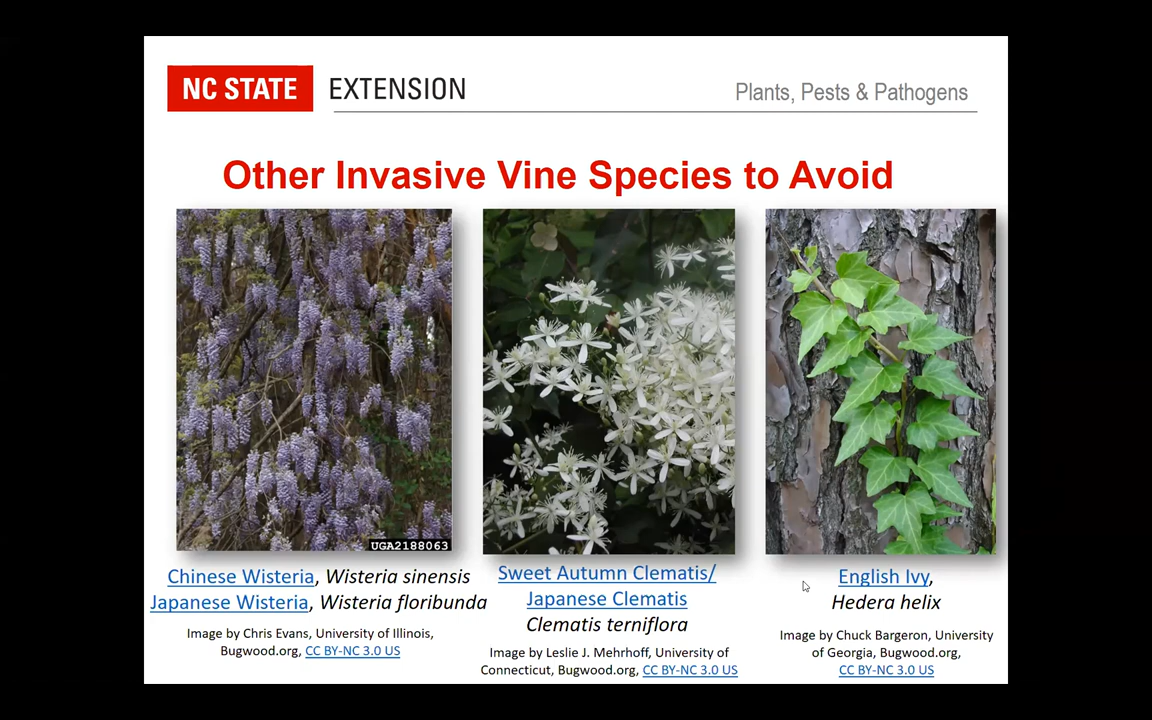 NC STATE EXTENSION
Plants, Pests & Pathogens
Other Invasive Vine Species to Avoid
UGA2188063
Chinese Wisteria, Wisteria sinensis
Japanese Wisteria, Wisteria floribunda
Image by Chris Evans, University of Illinois,
Bugwood.org, CC BY-NC 3.0 US
Sweet Autumn Clematis/
Japanese Clematis
Clematis terniflora
Image by Leslie J. Mehrhoff, University of
Connecticut, Bugwood.org, CC BY-NC 3.0 US
English Ivy,
Hedera helix
Image by Chuck Bargeron, University
of Georgia, Bugwood.org,
CC BY-NC 3.0 US